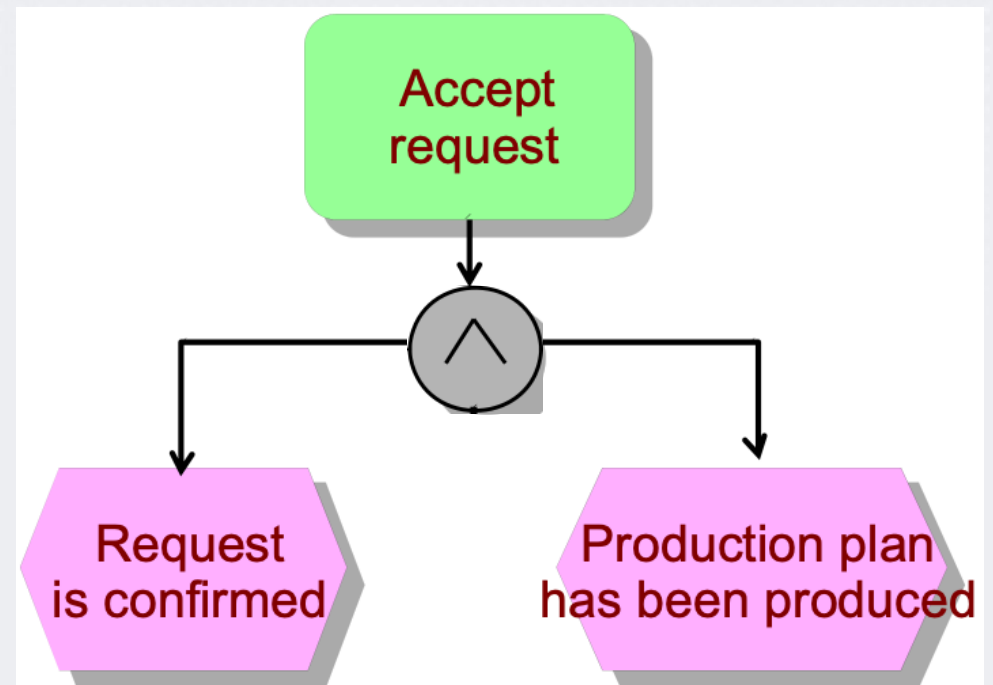 Accept
request
Request
is confirmed
Production plan
has been produced